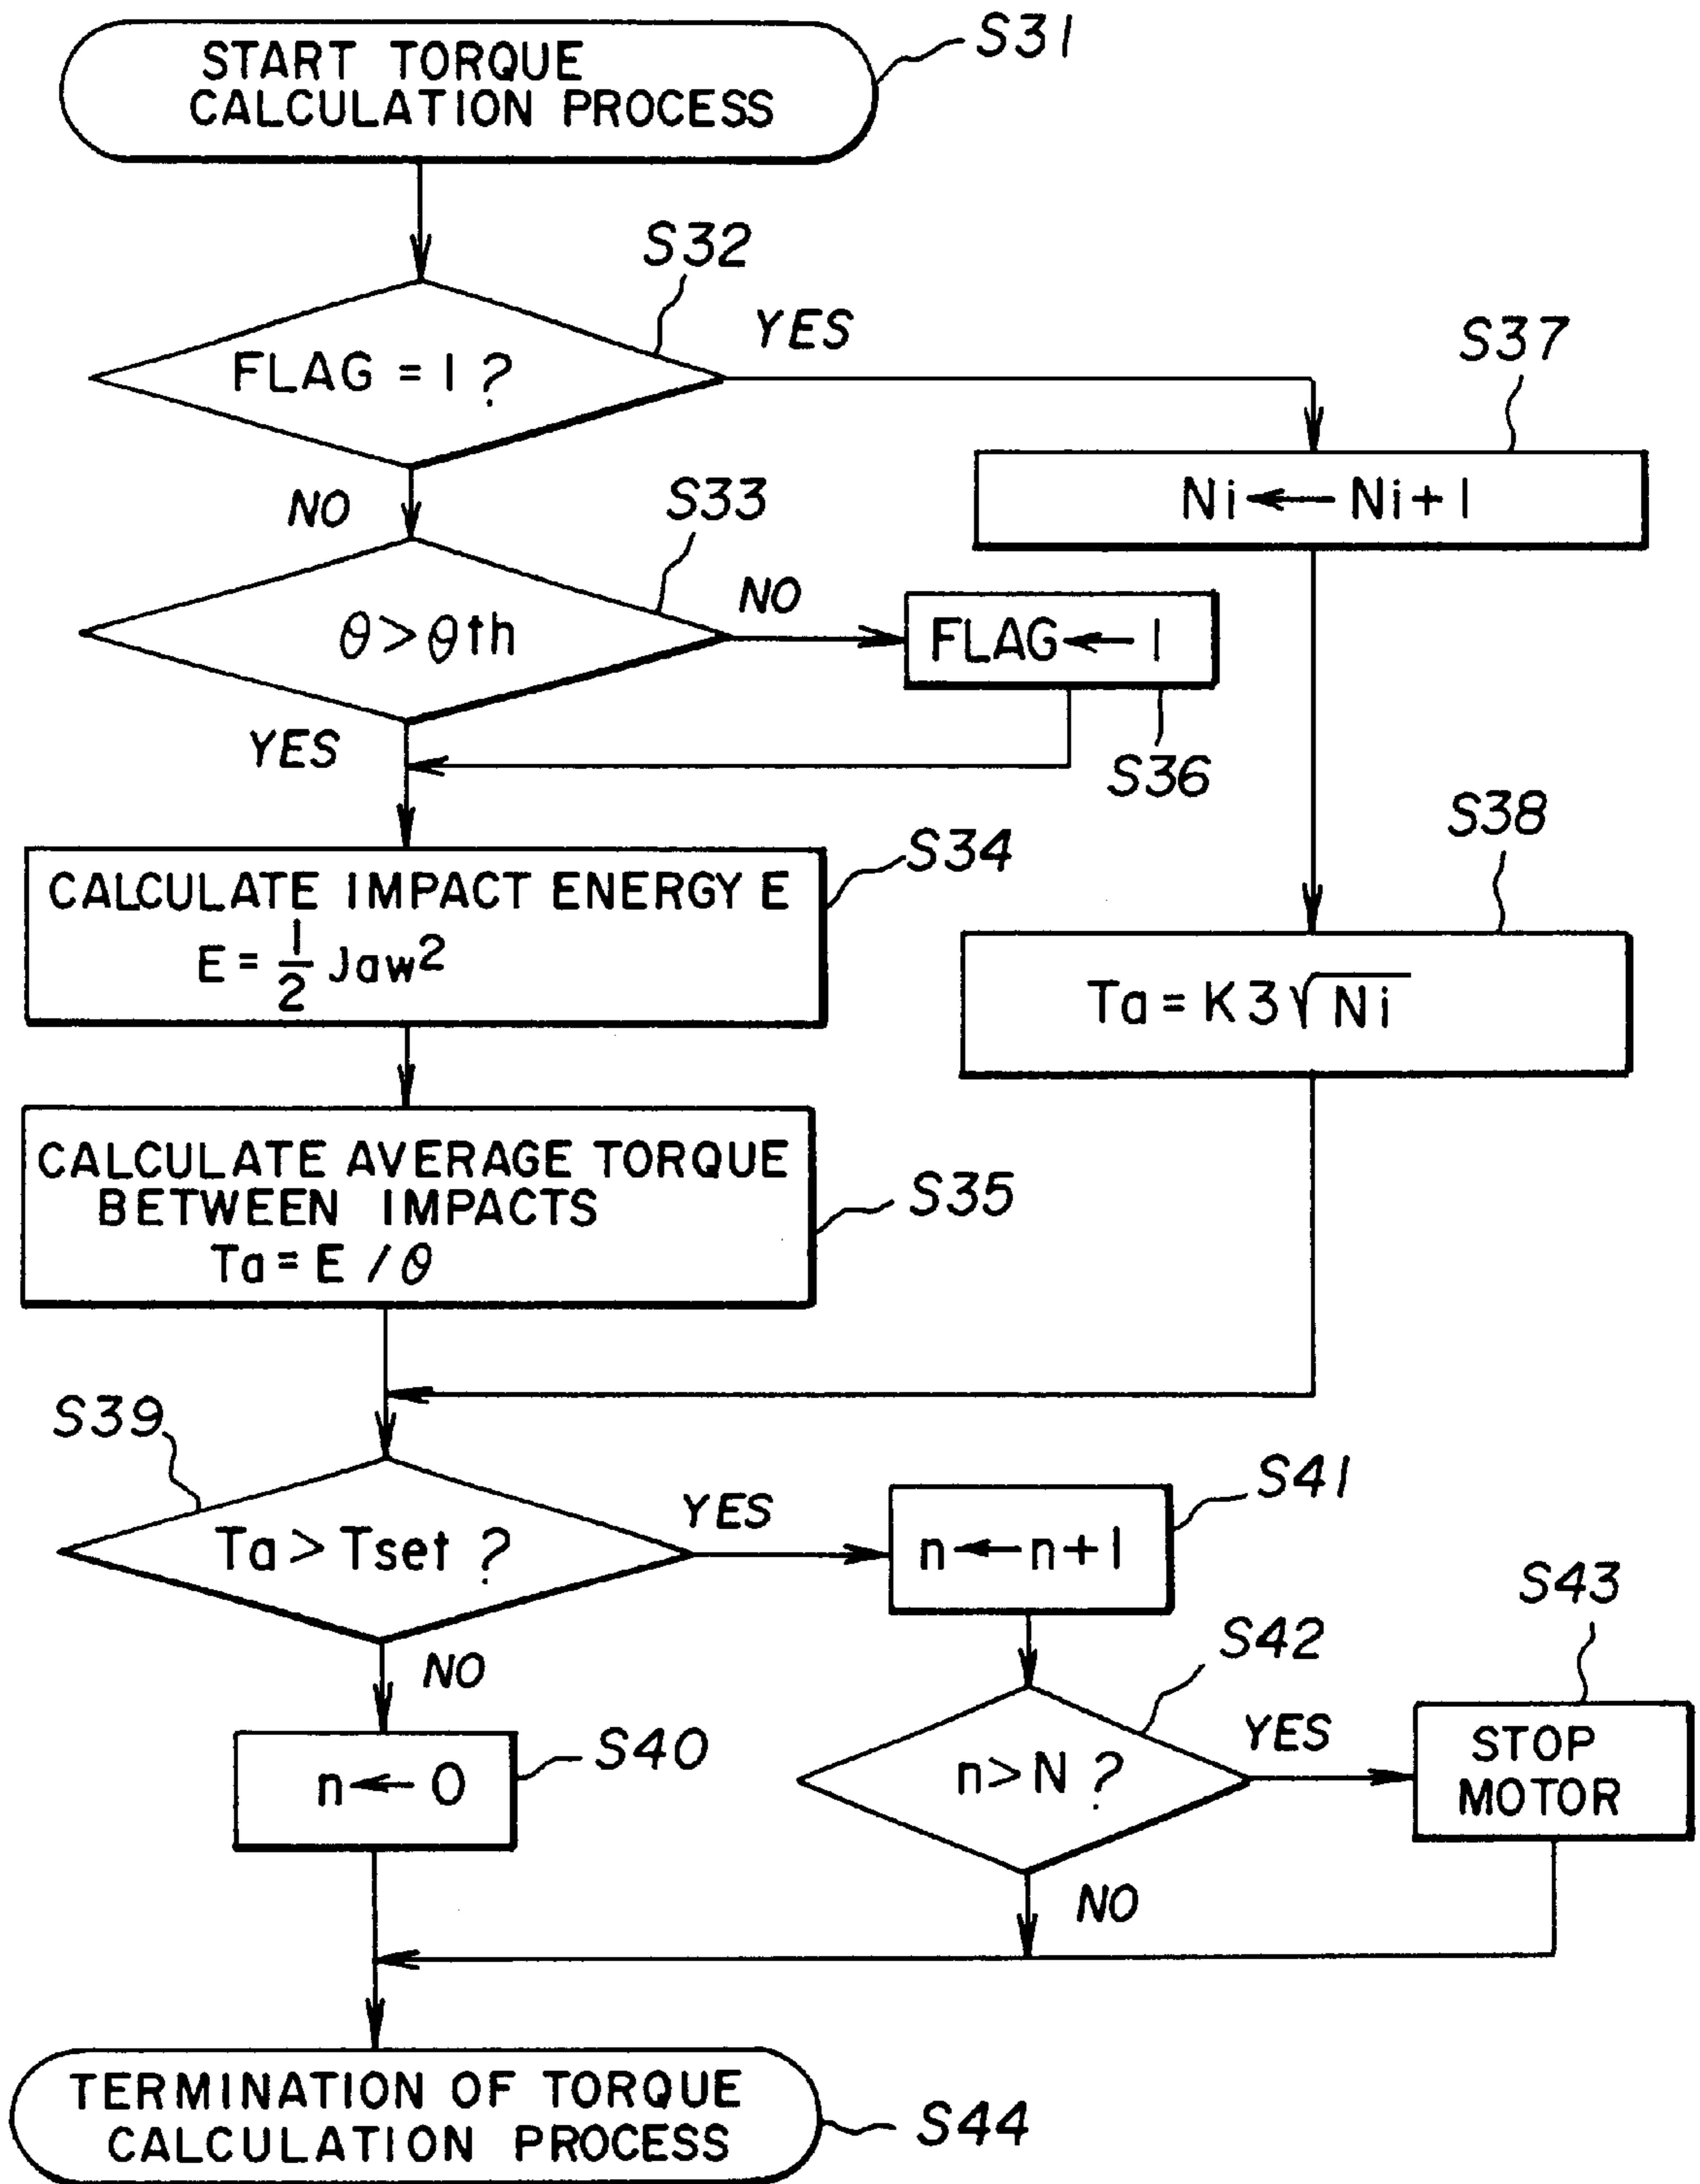 START TORQUE
CALCULATION PROCESS
S31
S32
FLAG = 1 ?
YES
NO
S37
Ni ← Ni + 1
S33
θ > θth
NO
YES
FLAG ← 1
S36
S34
CALCULATE IMPACT ENERGY E
E = 1/2 Jaw²
S38
Ta = K3√Ni
CALCULATE AVERAGE TORQUE
BETWEEN IMPACTS
Ta = E / θ
S35
S39
Ta > Tset ?
YES
NO
S41
n ← n + 1
S40
n ← 0
S42
n > N ?
YES
NO
S43
STOP
MOTOR
TERMINATION OF TORQUE
CALCULATION PROCESS
S44